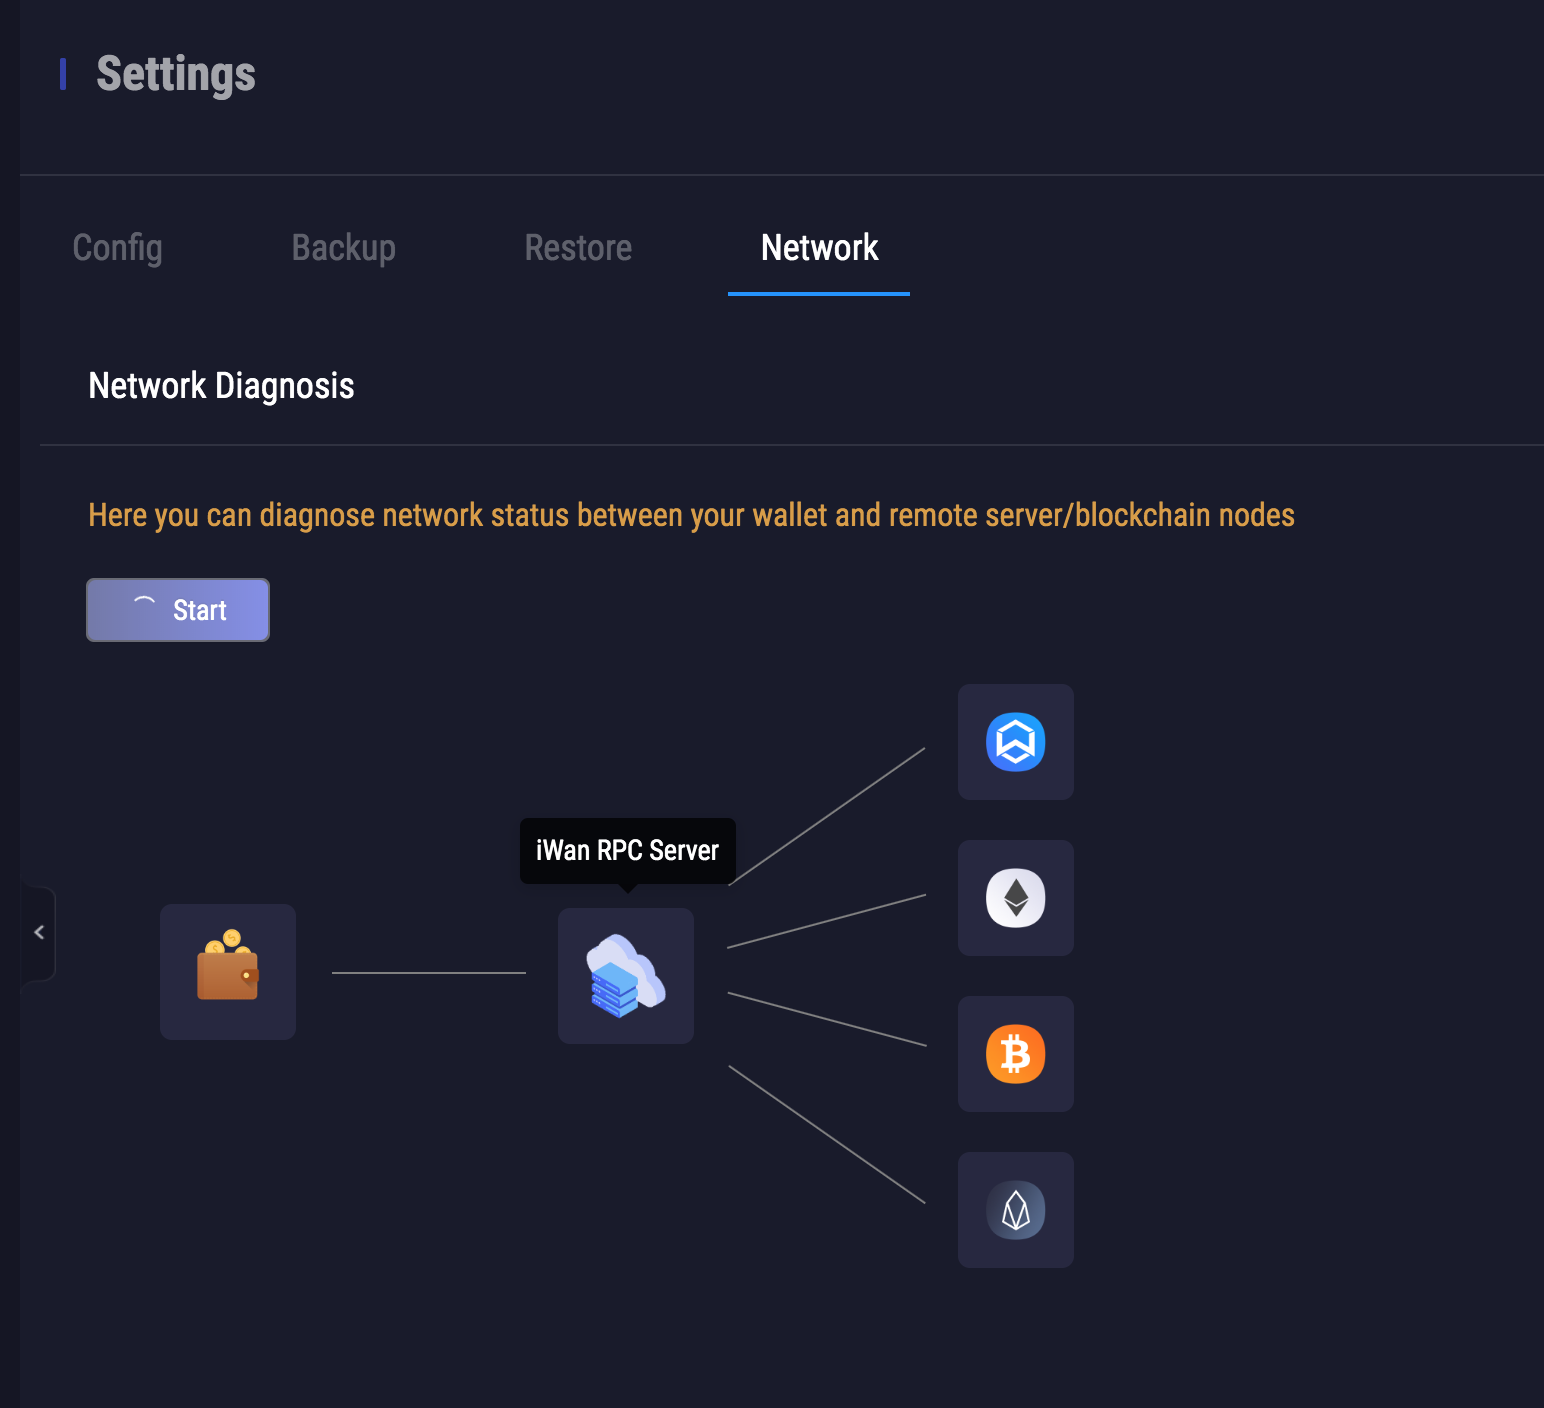 Settings
Config Backup Restore Network
Network Diagnosis
Here you can diagnose network status between your wallet and remote server/blockchain nodes
Start
iWan RPC Server